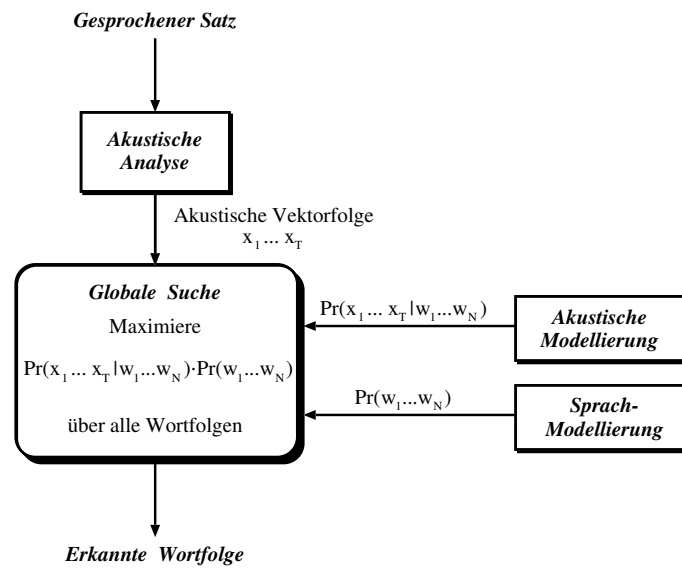 Gesprochener Satz
Akustische
Analyse
Akustische Vektorfolge
x₁ ... x_T
Globale Suche
Maximiere
Pr(x₁ ... x_T | w₁...w_N)·Pr(w₁...w_N)
über alle Wortfolgen
Pr(x₁ ... x_T | w₁...w_N)
Akustische
Modellierung
Pr(w₁...w_N)
Sprach-
Modellierung
Erkannte Wortfolge